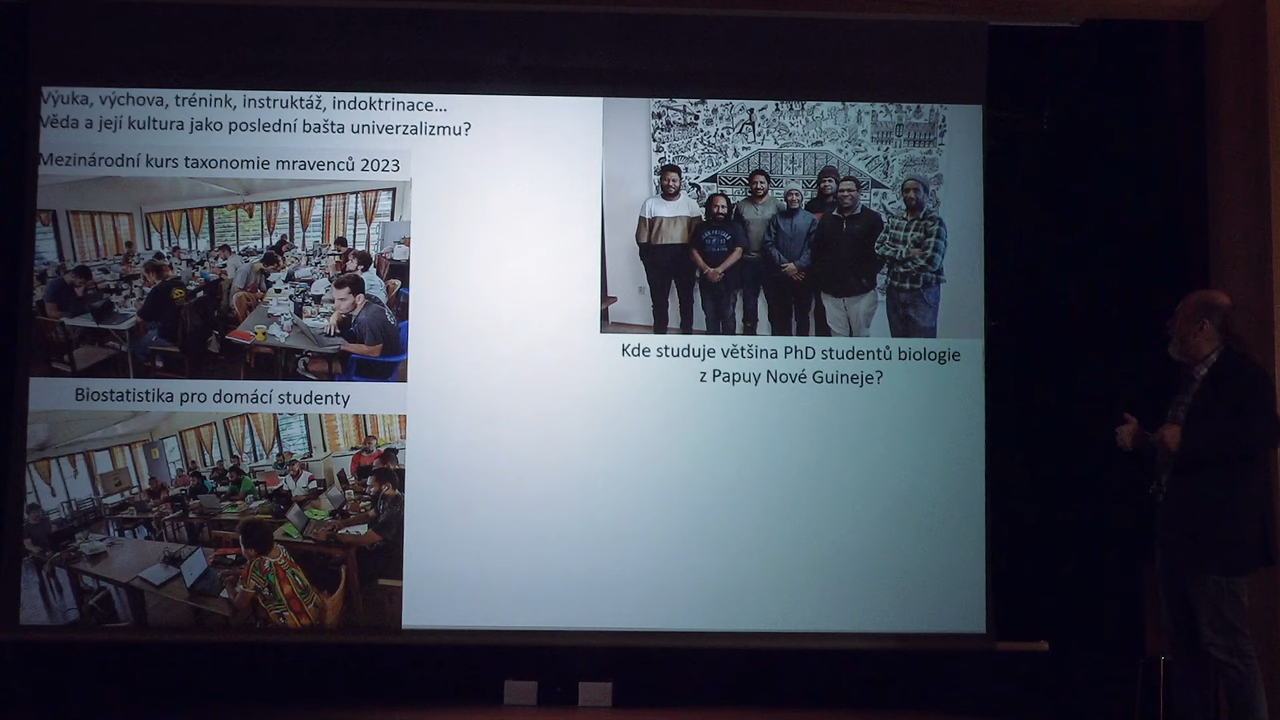 Výuka, výchova, trénink, instruktáž, indoktrinace...
Věda a její kultura jako poslední bašta univerzalizmu?
Mezinárodní kurs taxonomie mravenců 2023
Biostatistika pro domácí studenty
Kde studuje většina PhD studentů biologie
z Papuy Nové Guineje?